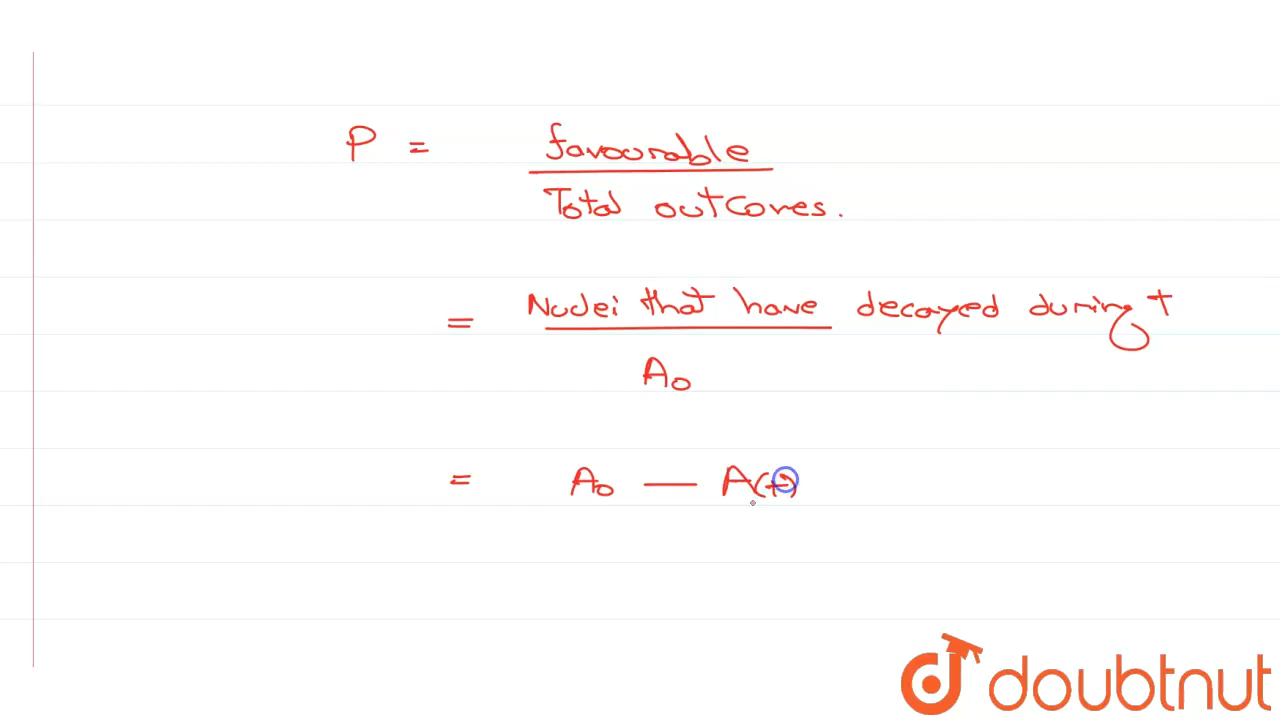 P = favourable
Total outcomes.
= Nuclei that have decayed during t
A₀
= A₀ — A(t)
doubtnut